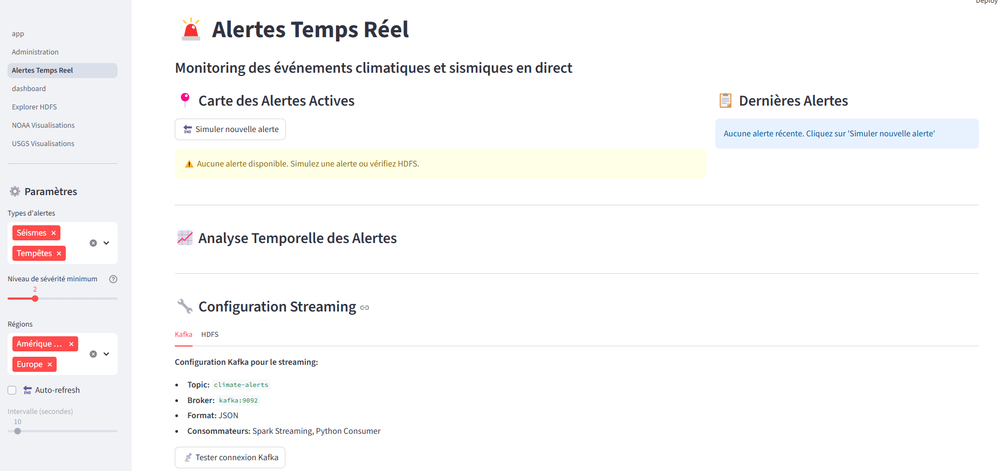 Deploy
app
Administration
Alertes Temps Reel
dashboard
Explorer HDFS
NOAA Visualisations
USGS Visualisations
Paramètres
Types d'alertes
Séismes
Tempêtes
Niveau de sévérité minimum
2
Régions
Amérique ...
Europe
END Auto-refresh
Intervalle (secondes)
10
Alertes Temps Réel
Monitoring des événements climatiques et sismiques en direct
Carte des Alertes Actives
END Simuler nouvelle alerte
Aucune alerte disponible. Simulez une alerte ou vérifiez HDFS.
Dernières Alertes
Aucune alerte récente. Cliquez sur 'Simuler nouvelle alerte'
Analyse Temporelle des Alertes
Configuration Streaming
Kafka HDFS
Configuration Kafka pour le streaming:
• Topic: climate-alerts
• Broker: kafka:9092
• Format: JSON
• Consommateurs: Spark Streaming, Python Consumer
Tester connexion Kafka